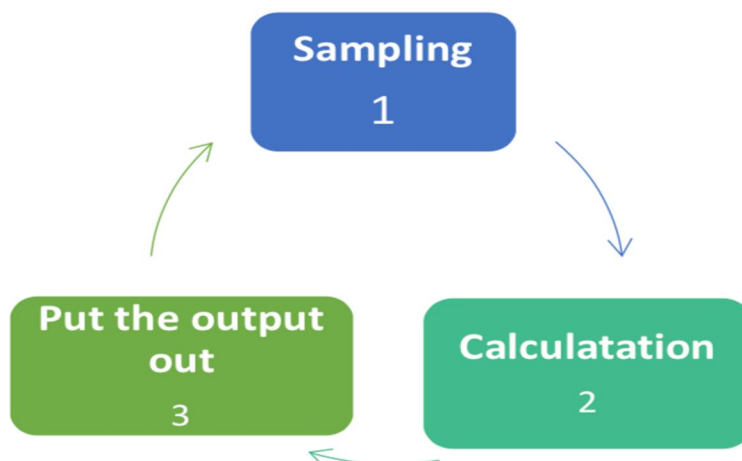 Sampling
1
Calculatation
2
Put the output
out
3